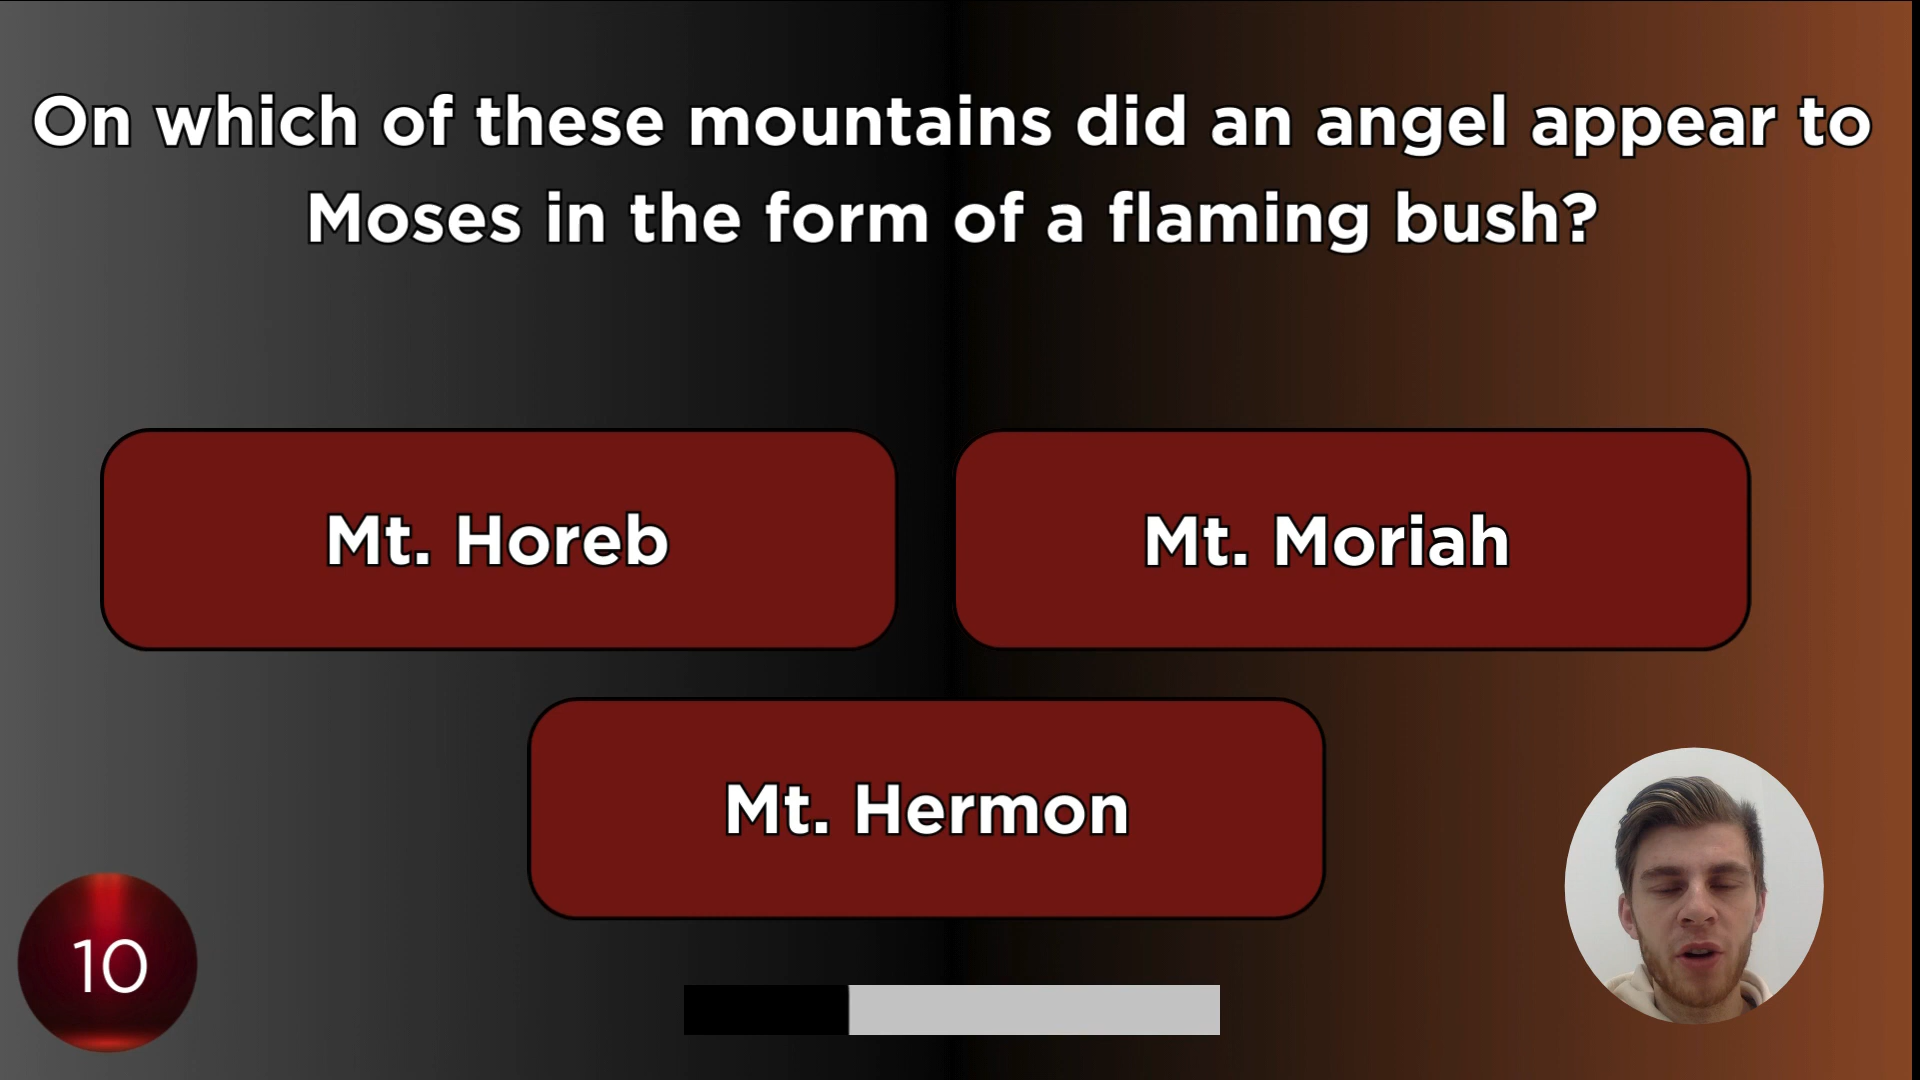 On which of these mountains did an angel appear to
Moses in the form of a flaming bush?
Mt. Horeb
Mt. Moriah
Mt. Hermon
10